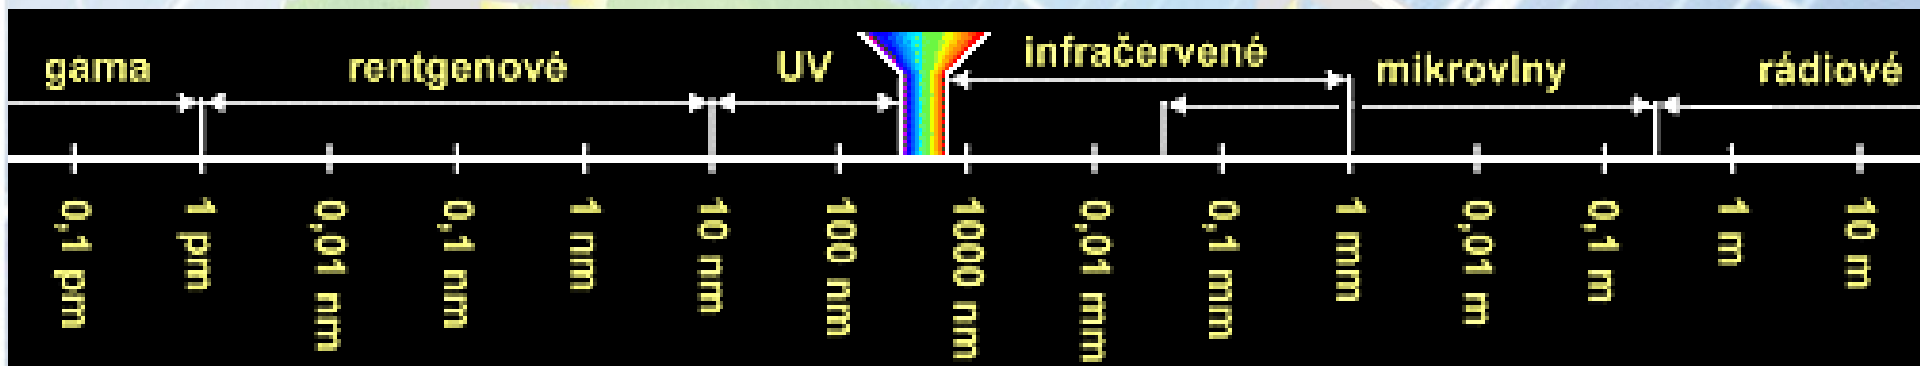 gama
rentgenové
UV
infračervené
mikrovlny
rádiové
0,1 pm
1 pm
0,01 nm
0,1 nm
1 nm
10 nm
100 nm
1000 nm
0,01 mm
0,1 mm
1 mm
0,01 m
0,1 m
1 m
10 m